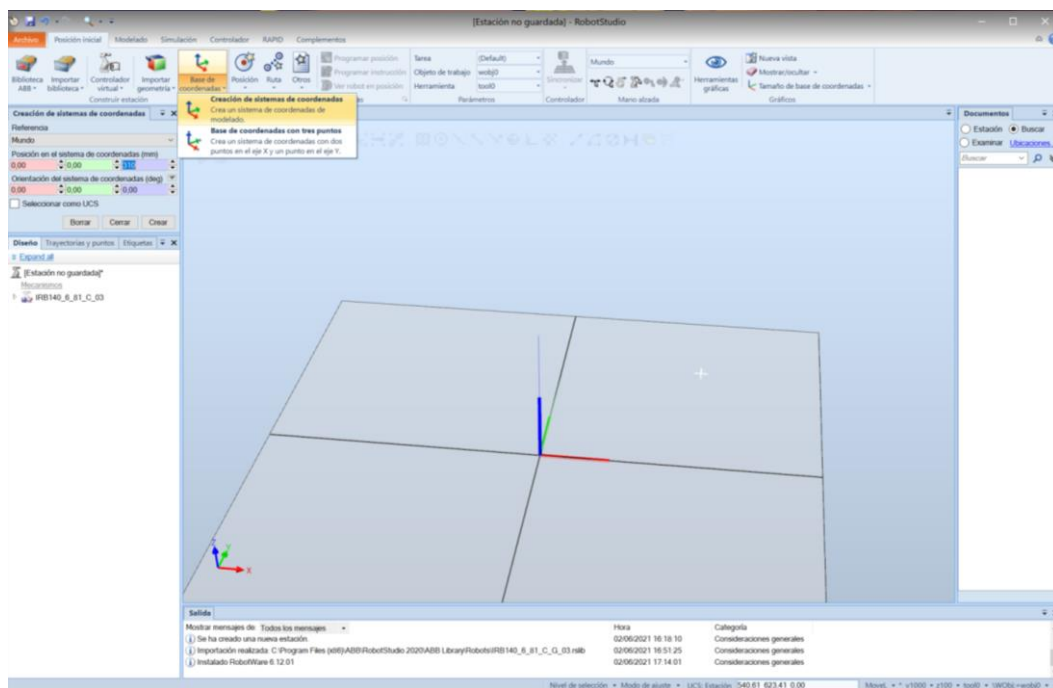 [Estación no guardada] - RobotStudio
Archivo Posición inicial Modelado Simulación Controlador RAPID Complementos
Biblioteca ABB Importar biblioteca Controlador virtual Importar geometría Base de coordenadas Posición Ruta Otros
Programar posición
Programar instrucción
Ver robot en posición
Tarea (Default)
Objeto de trabajo wobj0
Herramienta tool0
Sincronizar
Mundo
Herramientas gráficas
Nueva vista
Mostrar/ocultar
Tamaño de base de coordenadas
Construir estación
Parámetros Controlador Mano alzada Gráficos
Creación de sistemas de coordenadas
Crea un sistema de coordenadas de
modelado.
Base de coordenadas con tres puntos
Crea un sistema de coordenadas con dos
puntos en el eje X y un punto en el eje Y.
Creación de sistemas de coordenadas
Referencia
Mundo
Posición en el sistema de coordenadas (mm)
0,00 0,00
Orientación del sistema de coordenadas (deg)
0,00 0,00 0,00
Seleccionar como UCS
Borrar Cerrar Crear
Diseño Trayectorias y puntos Etiquetas
Expand all
[Estación no guardada]*
Mecanismos
IRB140_6_81_C_03
Documentos
Estación Buscar
Examinar Ubicaciones...
Buscar
Z
Y
X
Salida
Mostrar mensajes de: Todos los mensajes Hora Categoría
Se ha creado una nueva estación. 02/06/2021 16:18:10 Consideraciones generales
Importación realizada: C:\Program Files (x86)\ABB\RobotStudio 2020\ABB Library\Robots\IRB140_6_81_C_G_03.rslib 02/06/2021 16:51:25 Consideraciones generales
Instalado RobotWare 6.12.01 02/06/2021 17:14:01 Consideraciones generales
Nivel de selección Modo de ajuste UCS: Estación 540.61 623.41 0.00 MoveL * v1000 z100 tool0 \WObj:=wobj0